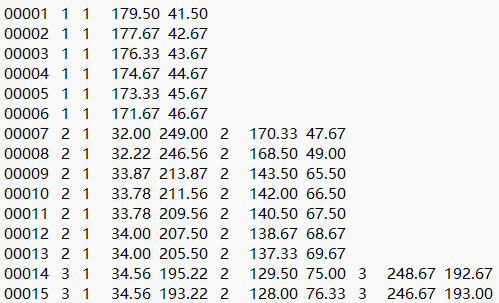 00001 1 1 179.50 41.50
00002 1 1 177.67 42.67
00003 1 1 176.33 43.67
00004 1 1 174.67 44.67
00005 1 1 173.33 45.67
00006 1 1 171.67 46.67
00007 2 1 32.00 249.00 2 170.33 47.67
00008 2 1 32.22 246.56 2 168.50 49.00
00009 2 1 33.87 213.87 2 143.50 65.50
00010 2 1 33.78 211.56 2 142.00 66.50
00011 2 1 33.78 209.56 2 140.50 67.50
00012 2 1 34.00 207.50 2 138.67 68.67
00013 2 1 34.00 205.50 2 137.33 69.67
00014 3 1 34.56 195.22 2 129.50 75.00 3 248.67 192.67
00015 3 1 34.56 193.22 2 128.00 76.33 3 246.67 193.00